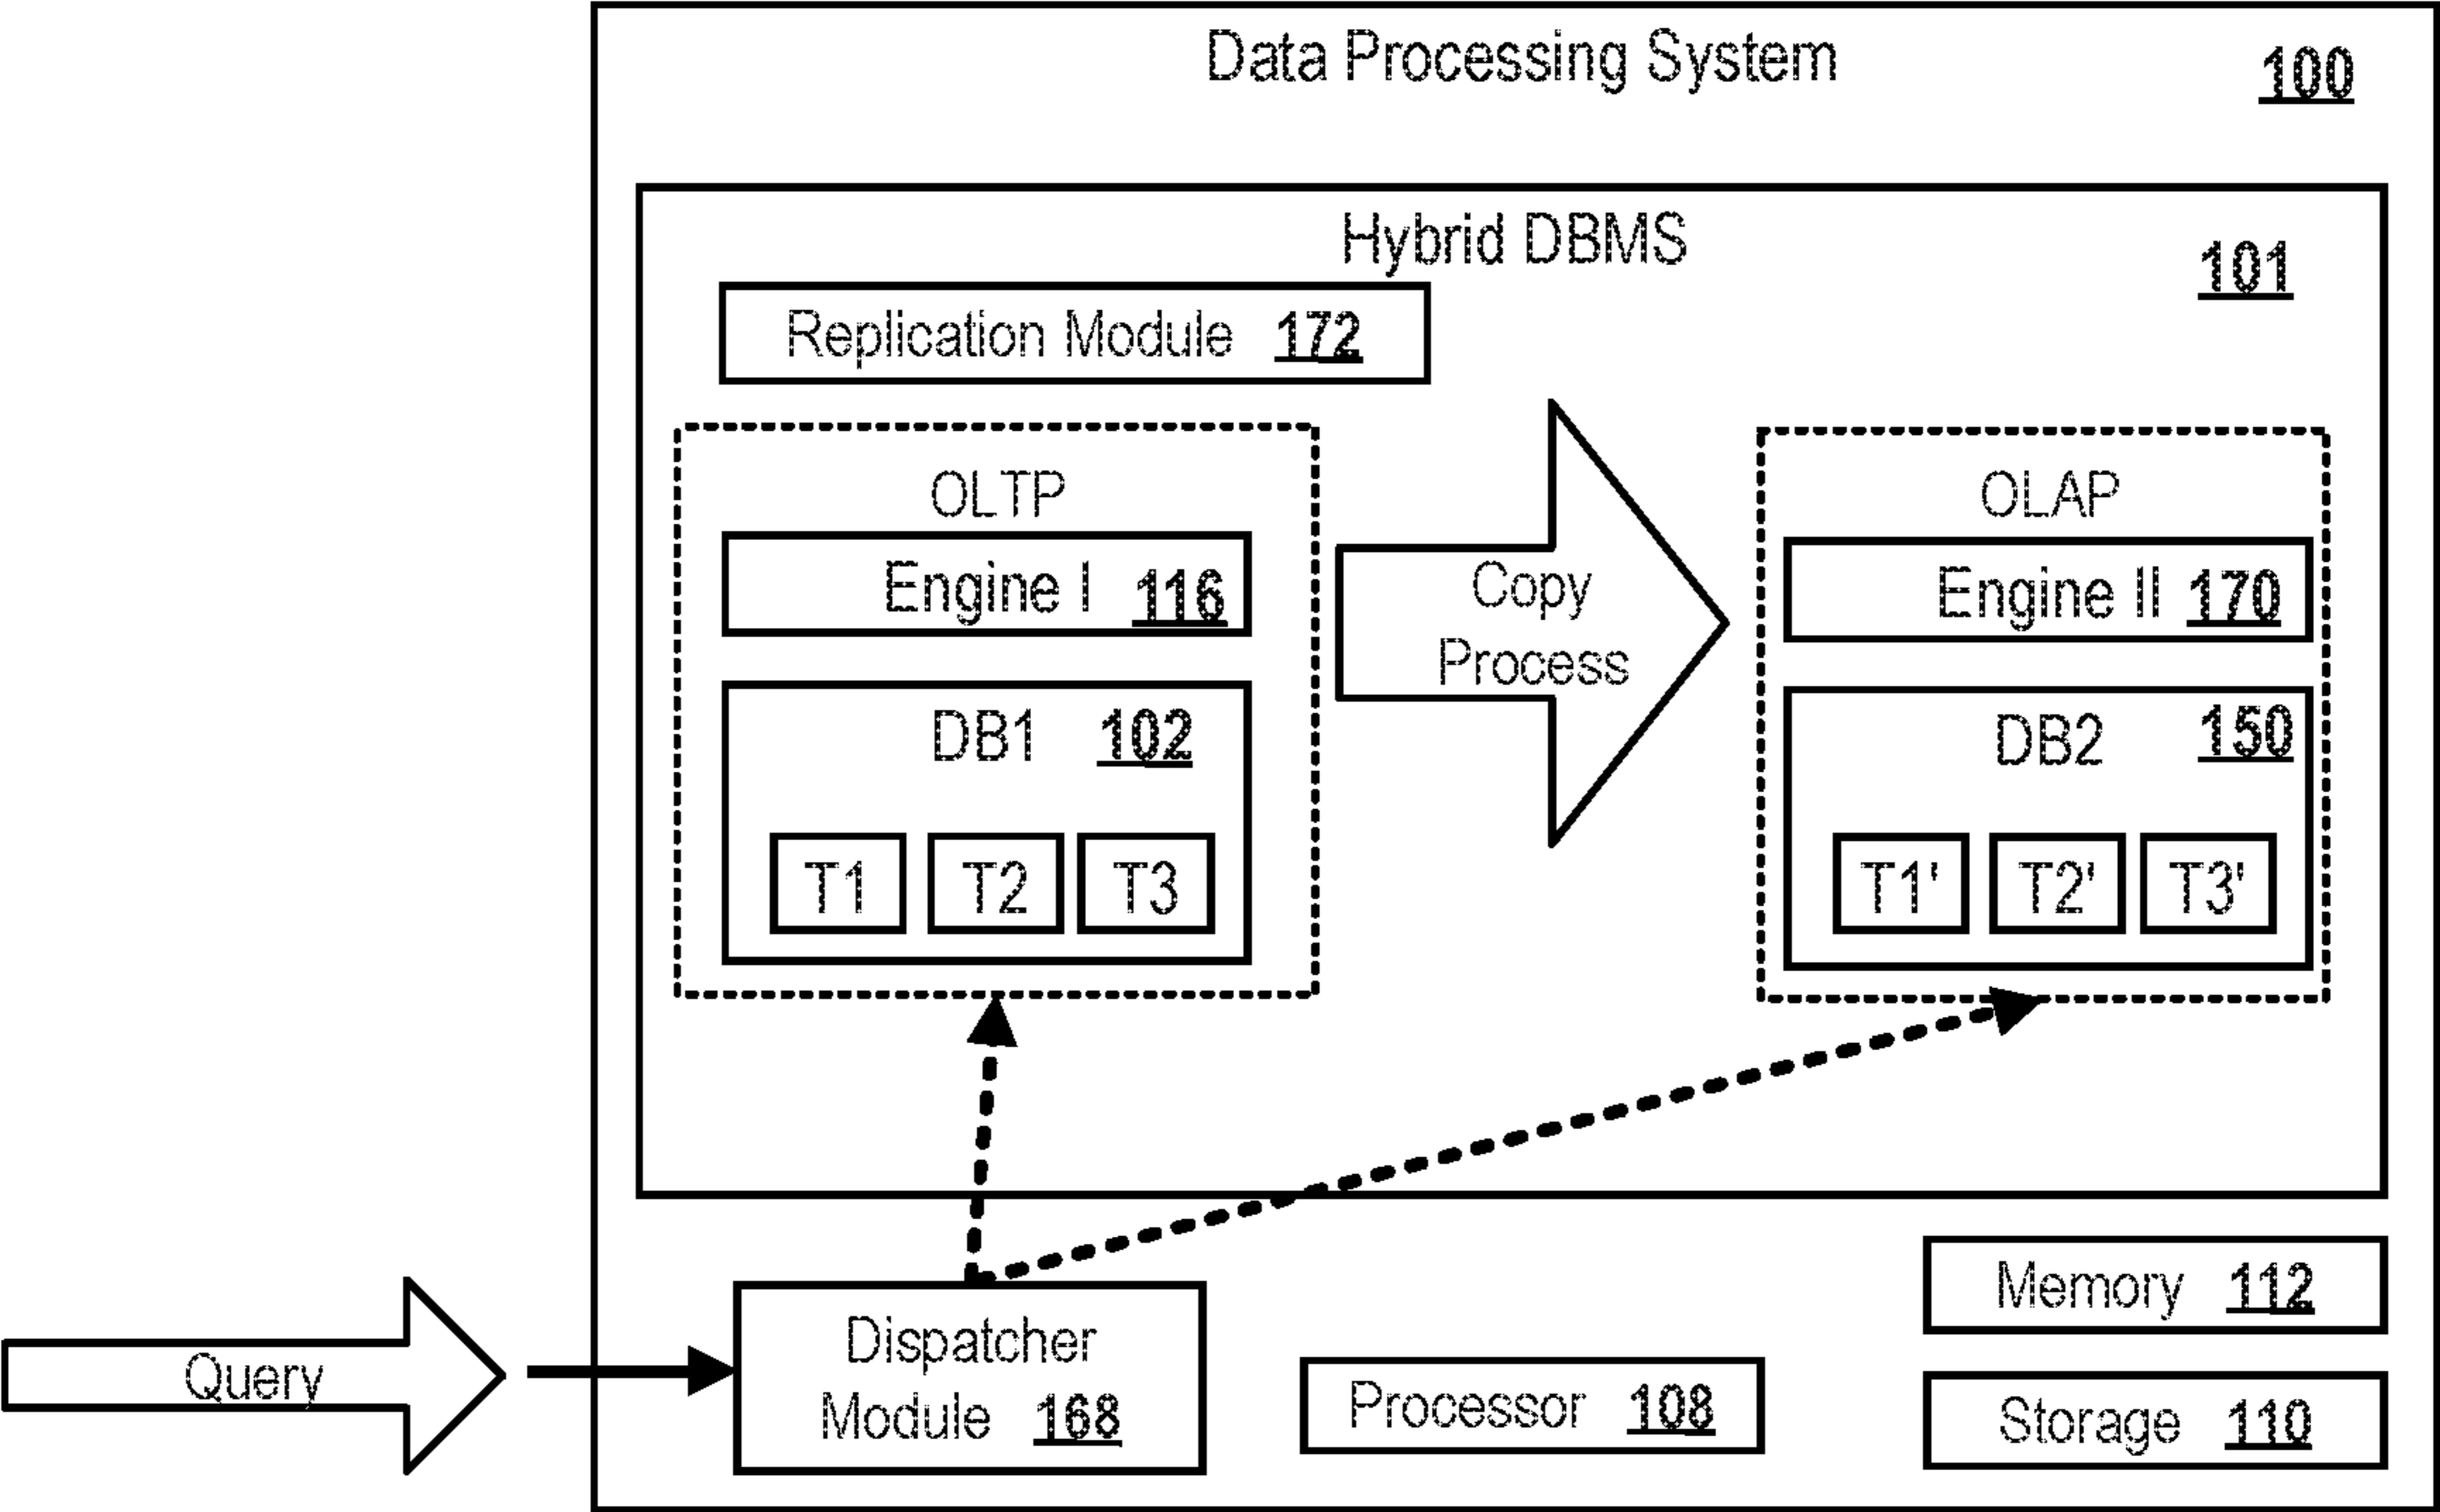 Data Processing System 100
Hybrid DBMS 101
Replication Module 172
OLTP
Engine I 116
DB1 102
T1 T2 T3
Copy
Process
OLAP
Engine II 170
DB2 150
T1' T2' T3'
Query
Dispatcher
Module 168
Processor 108
Memory 112
Storage 110